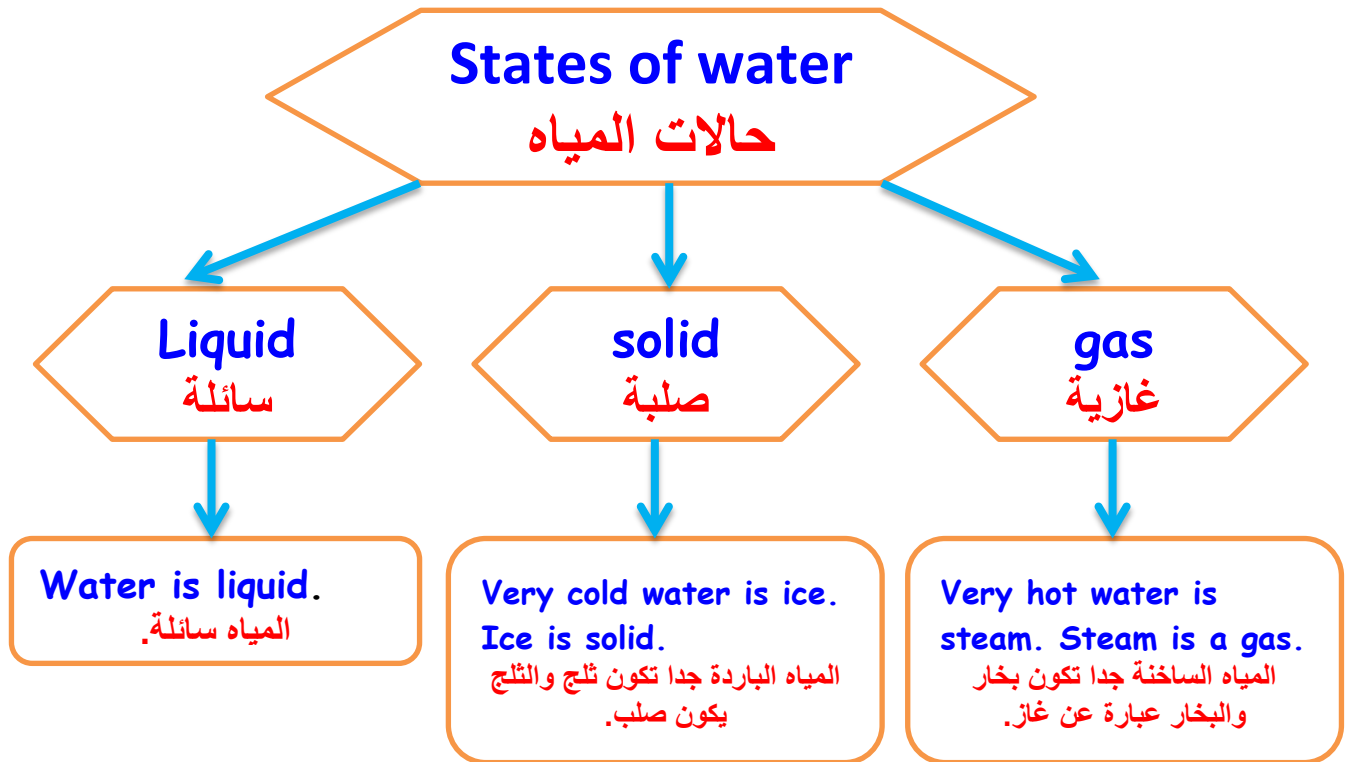 States of water
حالات المياه
Liquid
سائلة
solid
صلبة
gas
غازية
Water is liquid.
المياه سائلة.
Very cold water is ice.
Ice is solid.
المياه الباردة جدا تكون ثلج والثلج
يكون صلب.
Very hot water is
steam. Steam is a gas.
المياه الساخنة جدا تكون بخار
والبخار عبارة عن غاز.